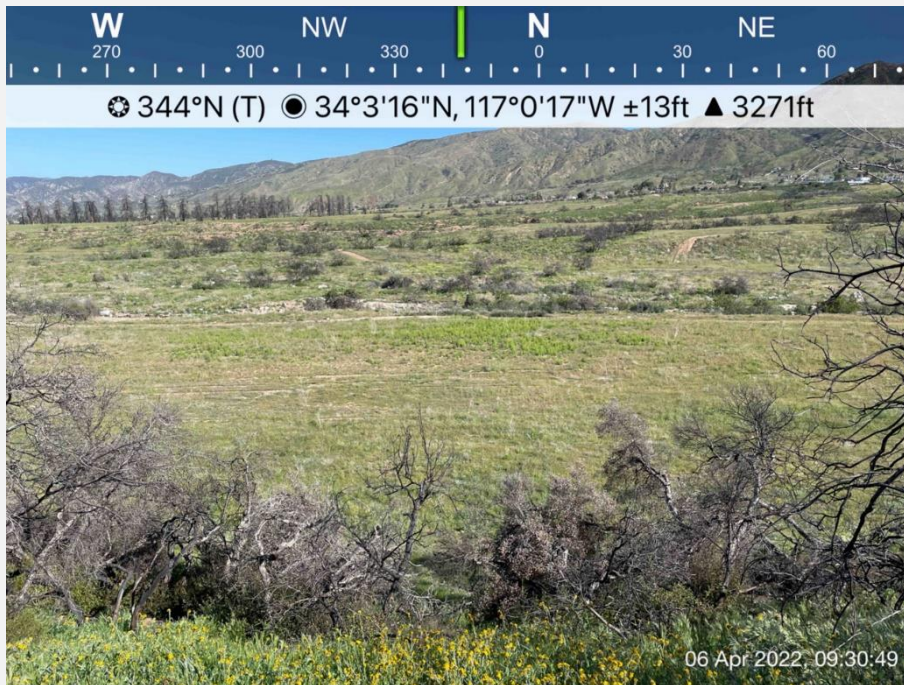 W NW N NE
270 300 330 0 30 60
344°N (T) 34°3'16"N, 117°0'17"W ±13ft ▲ 3271ft
06 Apr 2022, 09:30:49